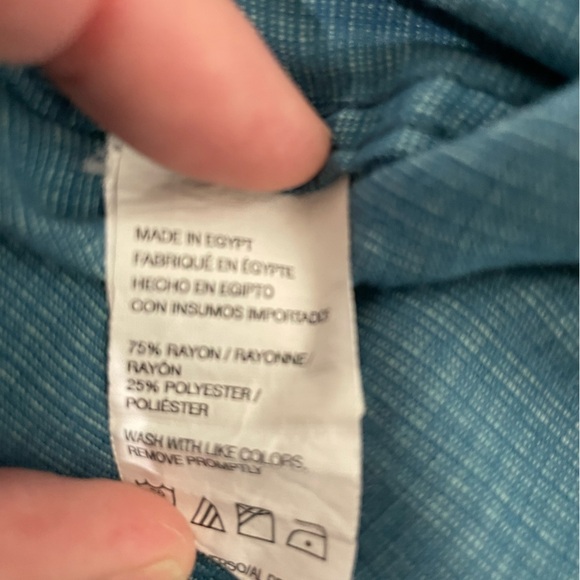 MADE IN EGYPT
FABRIQUÉ EN ÉGYPTE
HECHO EN EGIPTO
CON INSUMOS IMPORTADOS
75% RAYON / RAYONNE/
RAYÓN
25% POLYESTER /
POLIÉSTER
WASH WITH LIKE COLORS.
REMOVE PROMPTLY